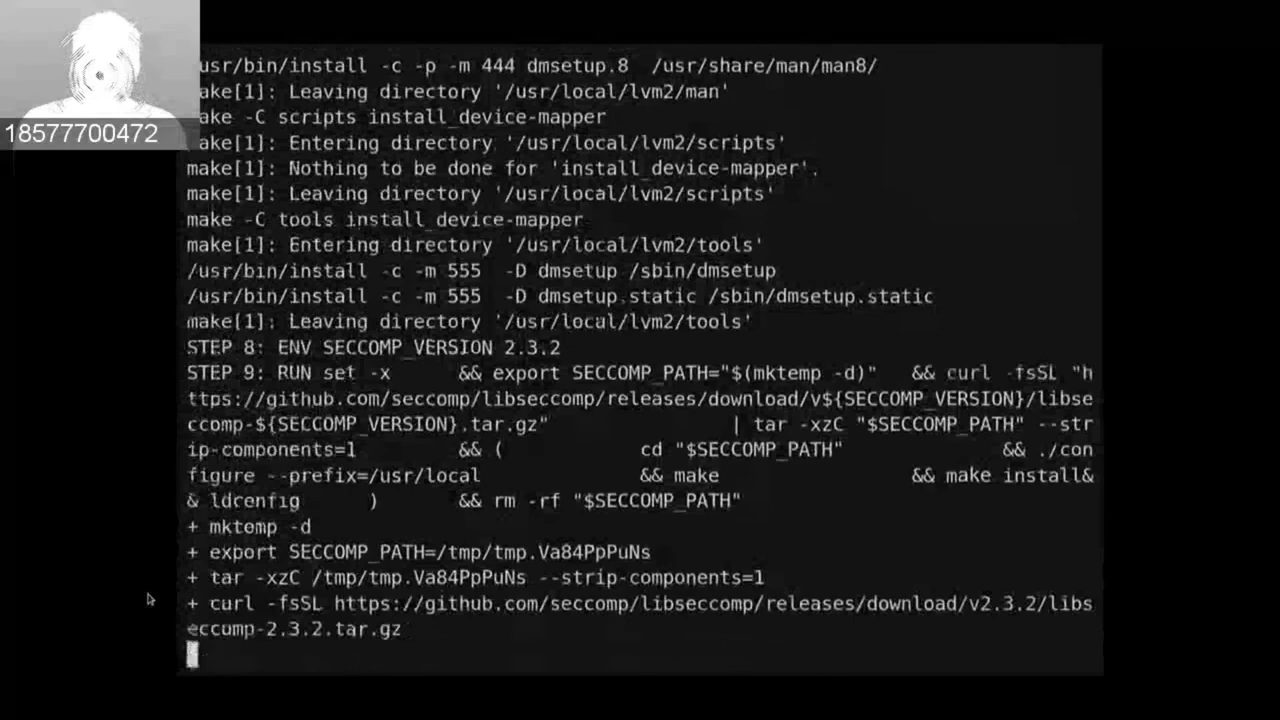 usr/bin/install -c -p -m 444 dmsetup.8  /usr/share/man/man8/
ake[1]: Leaving directory '/usr/local/lvm2/man'
ake -C scripts install_device-mapper
18577700472
ake[1]: Entering directory '/usr/local/lvm2/scripts'
make[1]: Nothing to be done for 'install_device-mapper'.
make[1]: Leaving directory '/usr/local/lvm2/scripts'
make -C tools install_device-mapper
make[1]: Entering directory '/usr/local/lvm2/tools'
/usr/bin/install -c -m 555  -D dmsetup /sbin/dmsetup
/usr/bin/install -c -m 555  -D dmsetup.static /sbin/dmsetup.static
make[1]: Leaving directory '/usr/local/lvm2/tools'
STEP 8: ENV SECCOMP_VERSION 2.3.2
STEP 9: RUN set -x      && export SECCOMP_PATH="$(mktemp -d)"   && curl -fsSL "h
ttps://github.com/seccomp/libseccomp/releases/download/v${SECCOMP_VERSION}/libse
ccomp-${SECCOMP_VERSION}.tar.gz"                | tar -xzC "$SECCOMP_PATH" --str
ip-components=1         && (            cd "$SECCOMP_PATH"              && ./con
figure --prefix=/usr/local              && make                 && make install&
& ldconfig      )       && rm -rf "$SECCOMP_PATH"
+ mktemp -d
+ export SECCOMP_PATH=/tmp/tmp.Va84PpPuNs
+ tar -xzC /tmp/tmp.Va84PpPuNs --strip-components=1
+ curl -fsSL https://github.com/seccomp/libseccomp/releases/download/v2.3.2/libs
eccomp-2.3.2.tar.gz